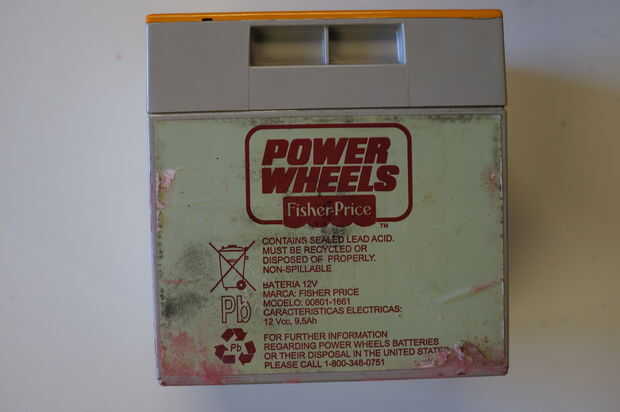 POWER
WHEELS
Fisher-Price
TM
CONTAINS SEALED LEAD ACID.
MUST BE RECYCLED OR
DISPOSED OF PROPERLY.
NON-SPILLABLE
BATERIA 12V
MARCA: FISHER PRICE
MODELO: 00801-1661
CARACTERISTICAS ELECTRICAS:
12 Vcc, 9,5Ah
Pb
Pb
FOR FURTHER INFORMATION
REGARDING POWER WHEELS BATTERIES
OR THEIR DISPOSAL IN THE UNITED STATE
PLEASE CALL 1-800-348-0751